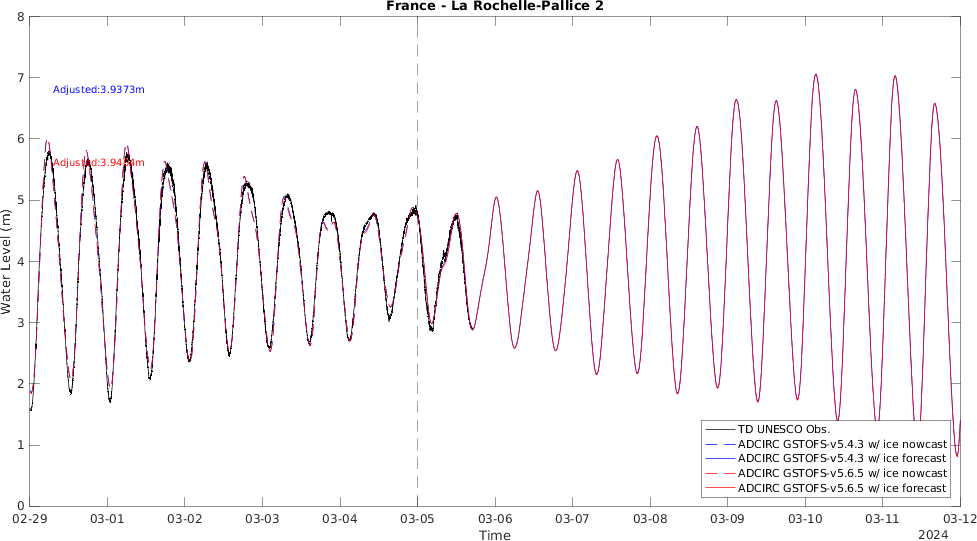 France - La Rochelle-Pallice 2
8
7
6
5
4
3
2
1
0
Water Level (m)
Adjusted:3.9373m
TD UNESCO Obs.
ADCIRC GSTOFS-v5.4.3 w/ ice nowcast
ADCIRC GSTOFS-v5.4.3 w/ ice forecast
ADCIRC GSTOFS-v5.6.5 w/ ice nowcast
ADCIRC GSTOFS-v5.6.5 w/ ice forecast
02-29 03-01 03-02 03-03 03-04 03-05 03-06 03-07 03-08 03-09 03-10 03-11 03-12
Time
2024